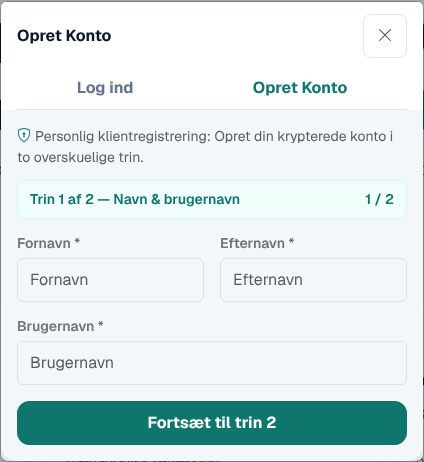 Opret Konto
Log ind
Opret Konto
Personlig klientregistrering: Opret din krypterede konto i
to overskuelige trin.
Trin 1 af 2 — Navn & brugernavn
1 / 2
Fornavn *
Efternavn *
Fornavn
Efternavn
Brugernavn *
Brugernavn
Fortsæt til trin 2